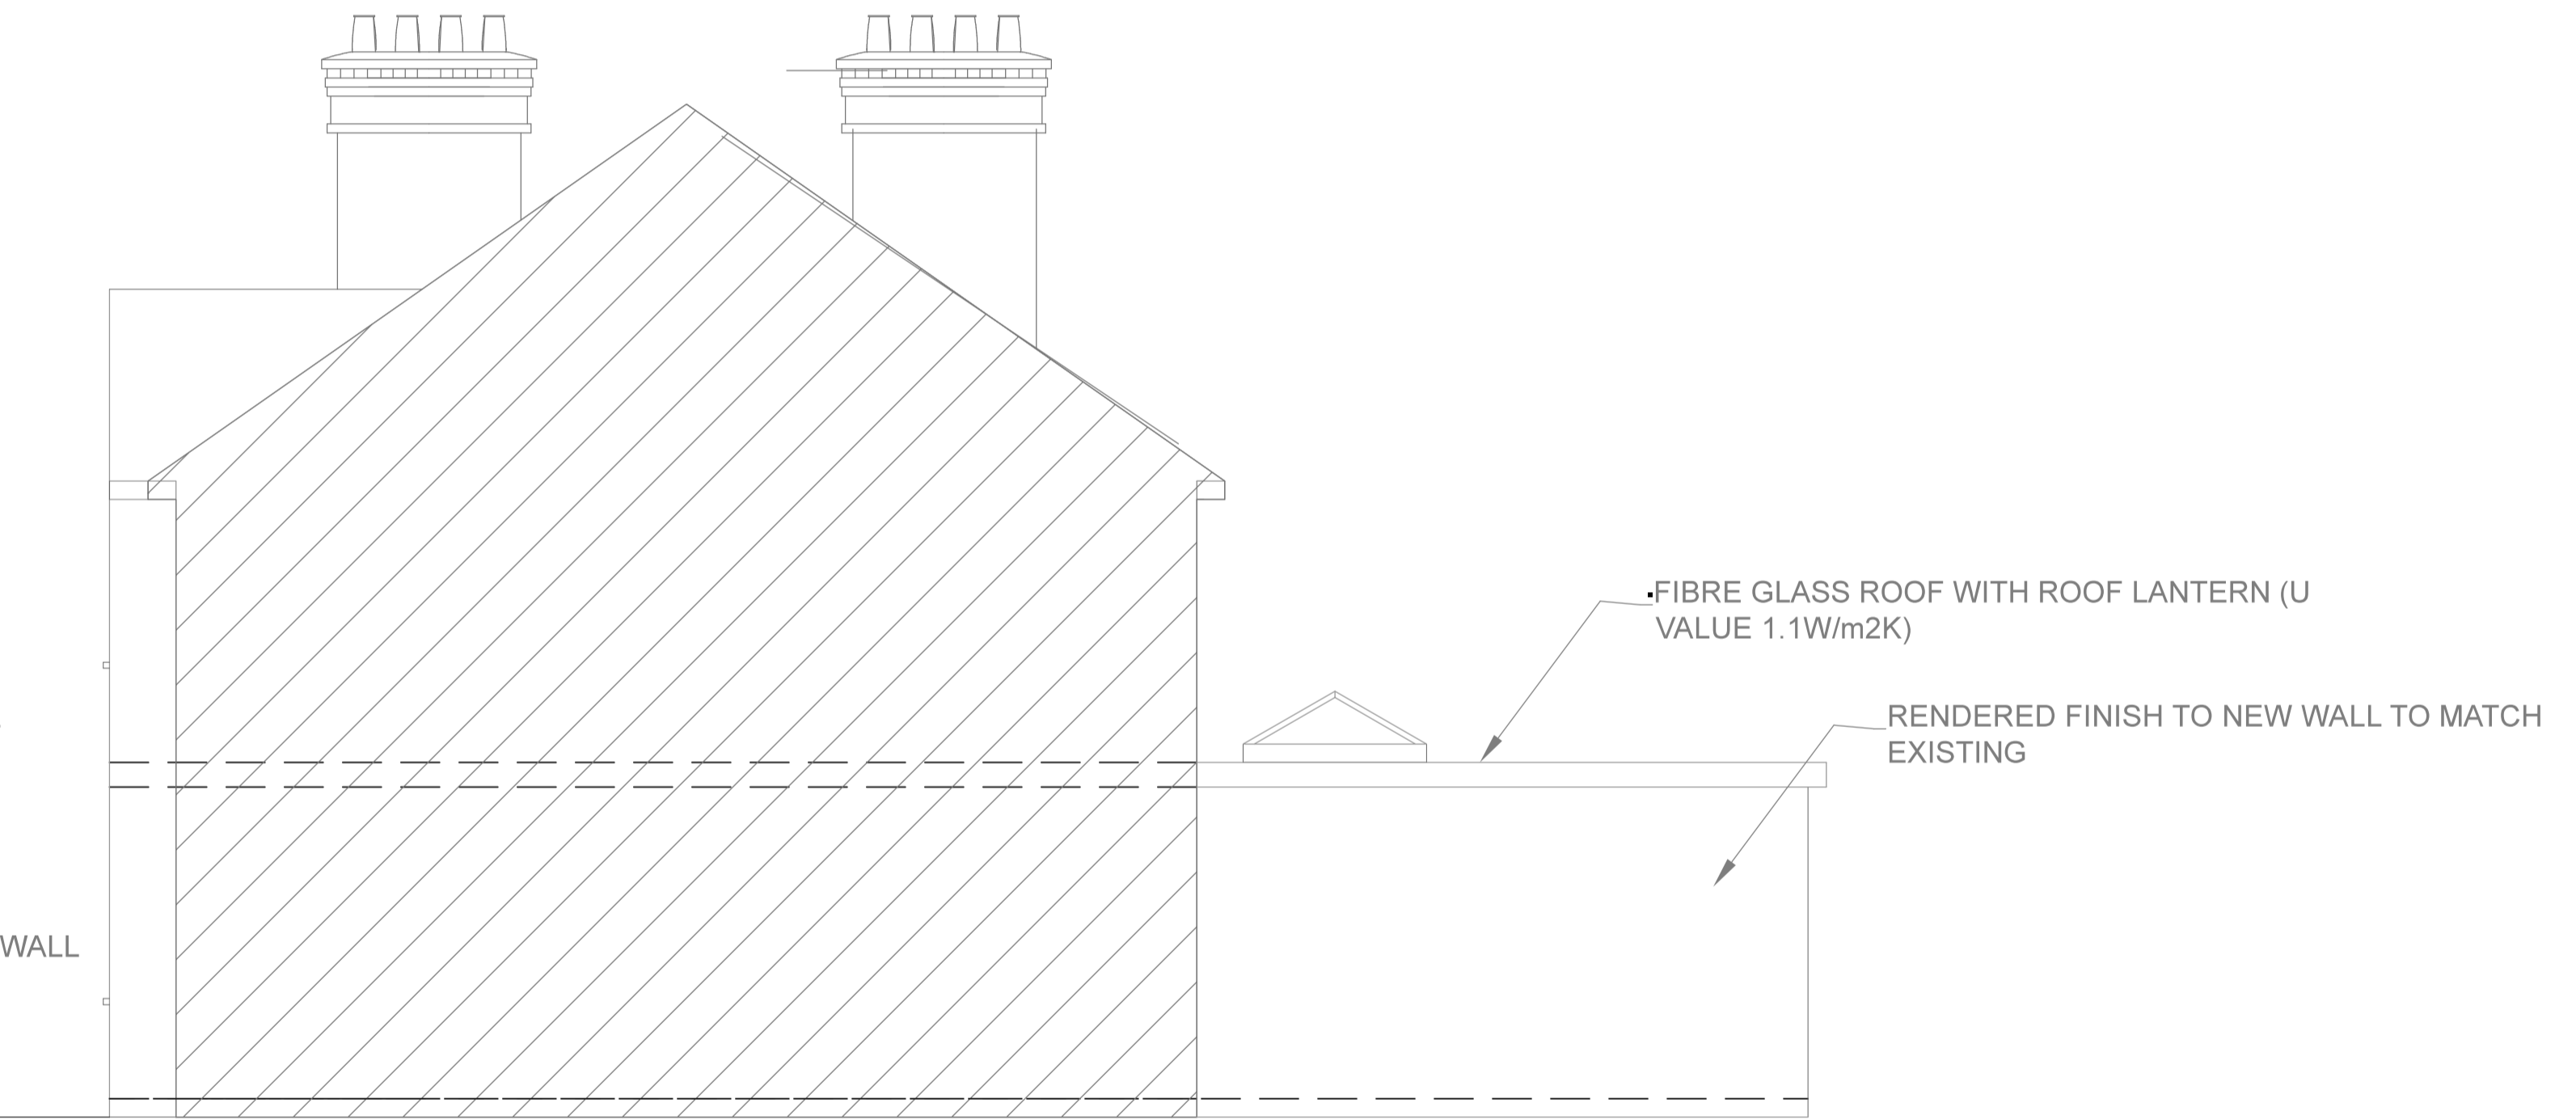 FIBRE GLASS ROOF WITH ROOF LANTERN (U
VALUE 1.1W/m2K)
RENDERED FINISH TO NEW WALL TO MATCH
EXISTING
WALL